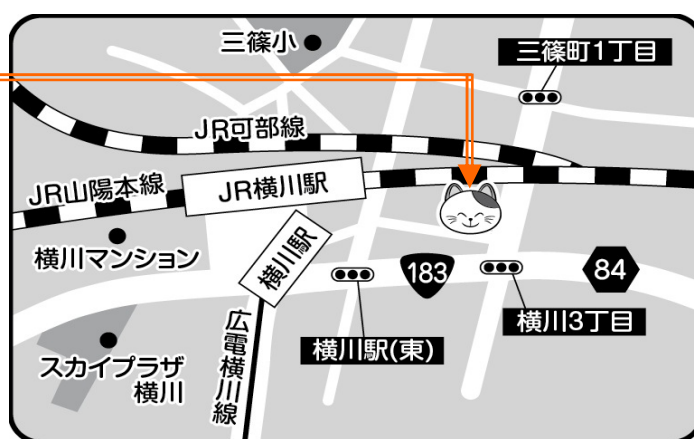 三篠小
三篠町1丁目
JR可部線
JR山陽本線
JR横川駅
横川マンション
横川駅
183
84
横川駅(東)
横川3丁目
広電横川線
スカイプラザ
横川